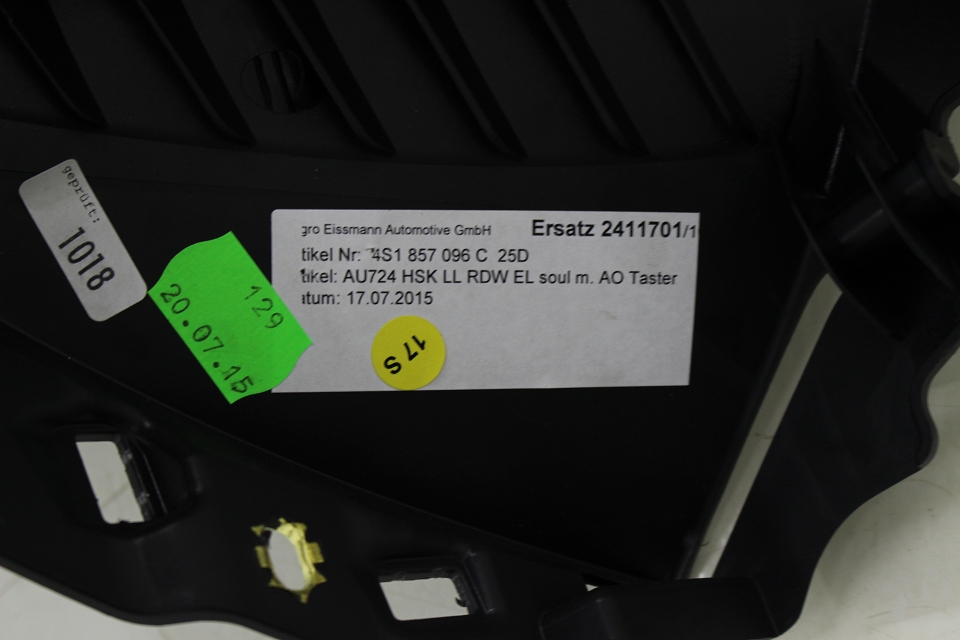 geprüft:
1018
129
20.07.15
gro Eissmann Automotive GmbH Ersatz 2411701/1
tikel Nr: 4S1 857 096 C 25D
tikel: AU724 HSK LL RDW EL soul m. AO Taster
atum: 17.07.2015
17 S